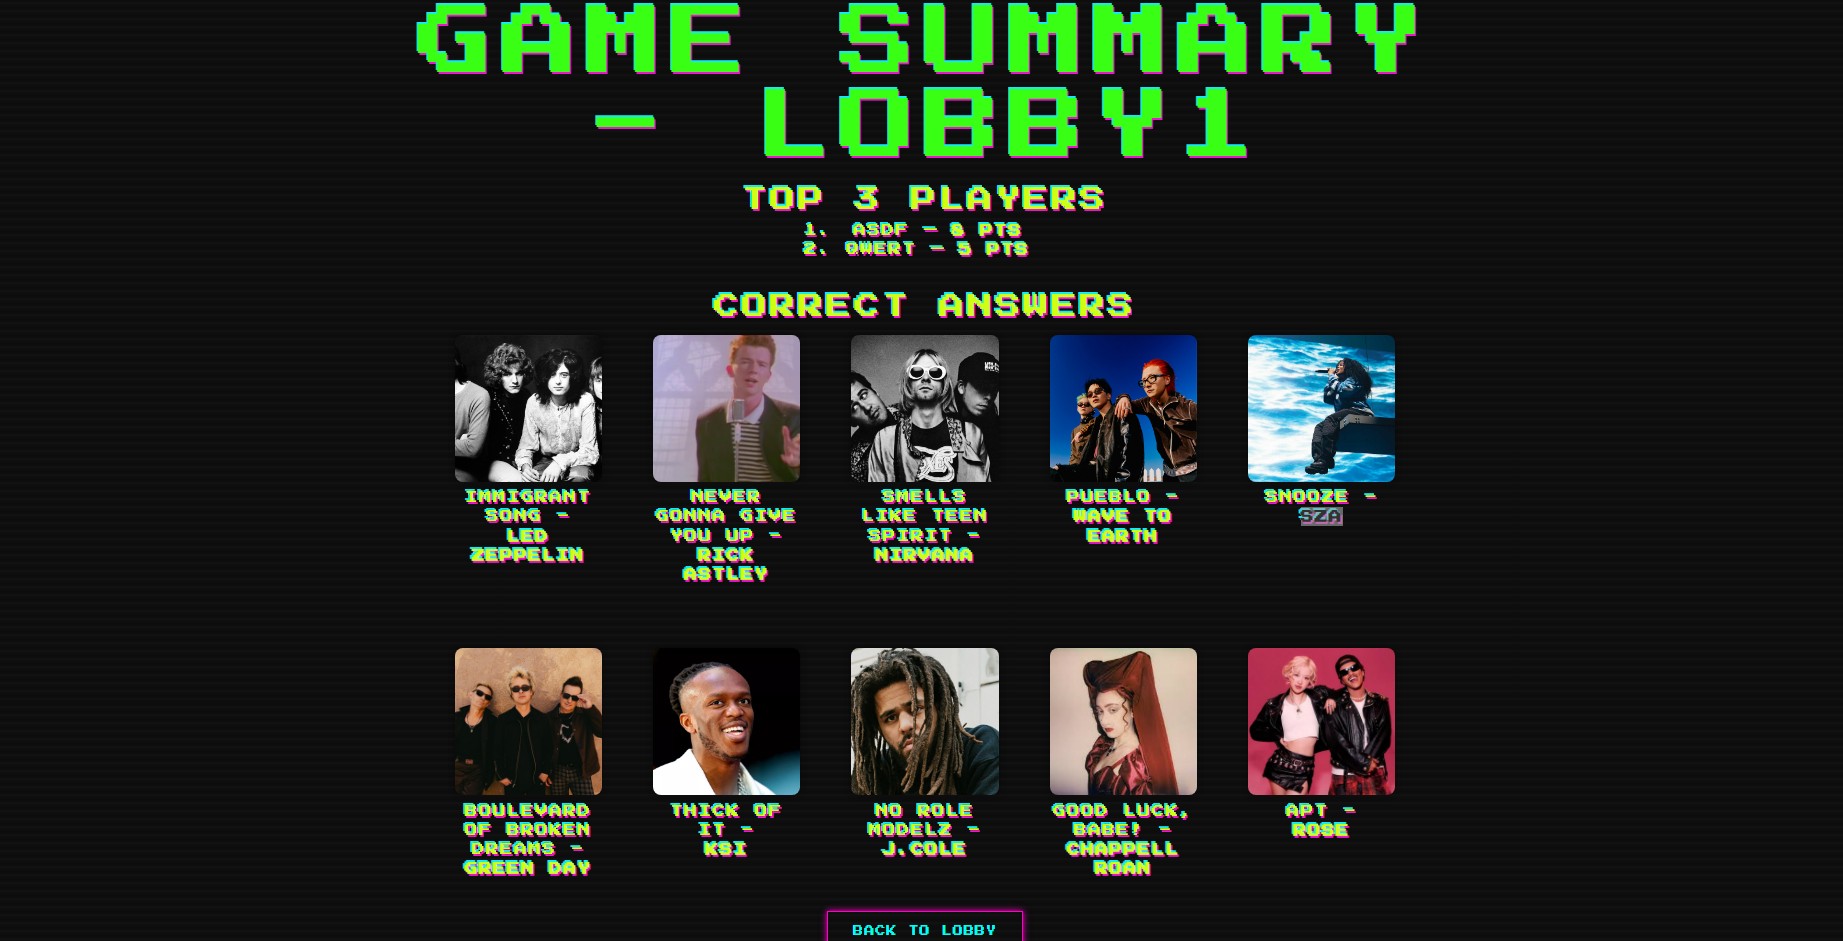 GAME SUMMARY
- LOBBY1
TOP 3 PLAYERS
1. ASDF - 8 PTS
2. QWERT - 5 PTS
CORRECT ANSWERS
IMMIGRANT
SONG -
LED
ZEPPELIN
NEVER
GONNA GIVE
YOU UP -
RICK
ASTLEY
SMELLS
LIKE TEEN
SPIRIT -
NIRVANA
PUEBLO -
WAVE TO
EARTH
SNOOZE -
SZA
BOULEVARD
OF BROKEN
DREAMS -
GREEN DAY
THICK OF
IT -
KSI
NO ROLE
MODELZ -
J.COLE
GOOD LUCK,
BABE! -
CHAPPELL
ROAN
APT -
ROSE
BACK TO LOBBY